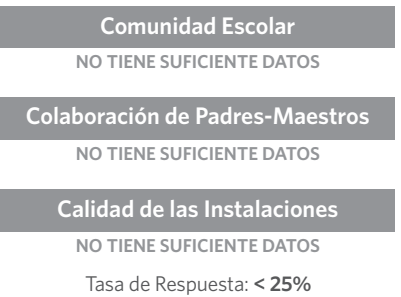 Comunidad Escolar
NO TIENE SUFICIENTE DATOS
Colaboración de Padres-Maestros
NO TIENE SUFICIENTE DATOS
Calidad de las Instalaciones
NO TIENE SUFICIENTE DATOS
Tasa de Respuesta: < 25%